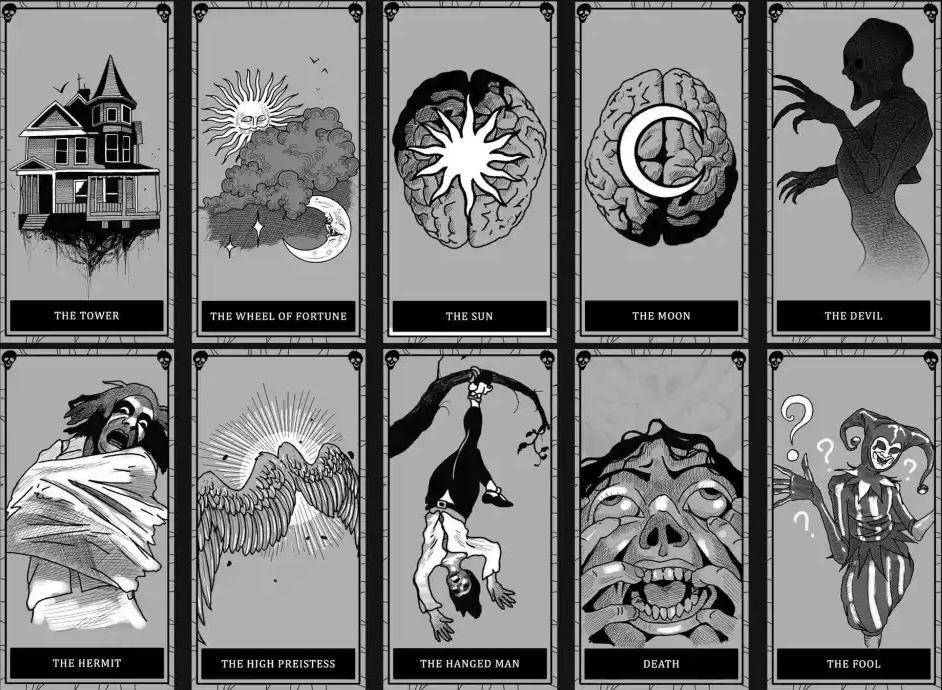 THE TOWER
THE WHEEL OF FORTUNE
THE SUN
THE MOON
THE DEVIL
THE HERMIT
THE HIGH PREISTESS
THE HANGED MAN
DEATH
THE FOOL
? ? ? ?